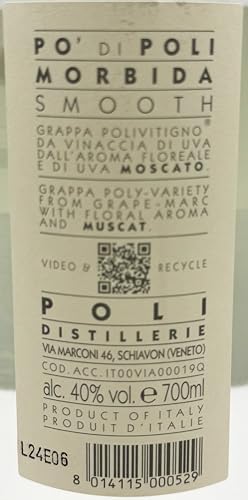 PO' DI POLI
MORBIDA
SMOOTH
GRAPPA POLIVITIGNO®
DA VINACCIA DI UVA
DALL'AROMA FLOREALE
E DI UVA MOSCATO.
GRAPPA POLY-VARIETY
FROM GRAPE-MARC
WITH FLORAL AROMA
AND MUSCAT.
VIDEO & RECYCLE
POLI
DISTILLERIE
VIA MARCONI 46, SCHIAVON (VENETO)
COD. ACC. IT00VIA00019Q
alc. 40% vol. e 700ml
PRODUCT OF ITALY
PRODUIT D'ITALIE
L24E06
8 014115 000529